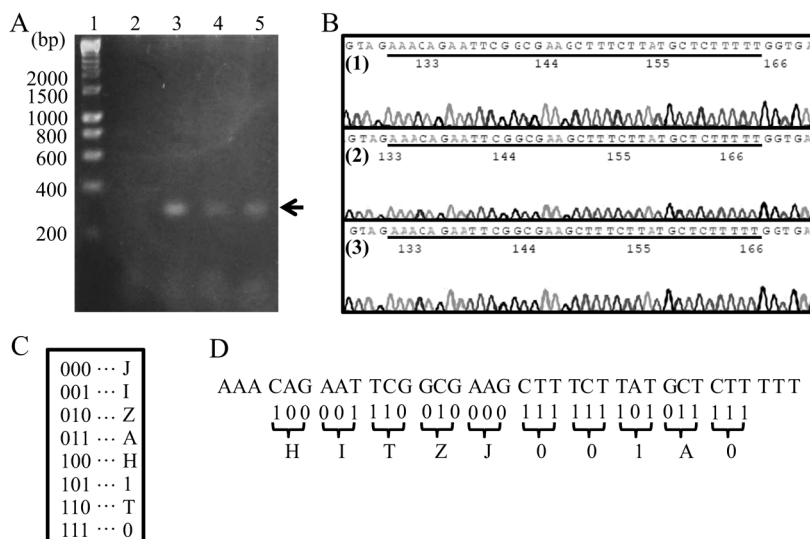 A
1 2 3 4 5
(bp)
2000
1500
1000
800
600
400
200
B
GTAGAAACAGAATTCGGCGAAGCTTTCTTATGCTCTTTTTGGTGA
(1) 133 144 155 166
GTAGAAACAGAATTCGGCGAAGCTTTCTTATGCTCTTTTTGGTGA
(2) 133 144 155 166
GTAGAAACAGAATTCGGCGAAGCTTTCTTATGCTCTTTTTGGTGA
(3) 133 144 155 166
C
000 ··· J
001 ··· I
010 ··· Z
011 ··· A
100 ··· H
101 ··· 1
110 ··· T
111 ··· 0
D
AAA CAG AAT TCG GCG AAG CTT TCT TAT GCT CTT TTT
100 001 110 010 000 111 111 101 011 111
H I T Z J 0 0 1 A 0